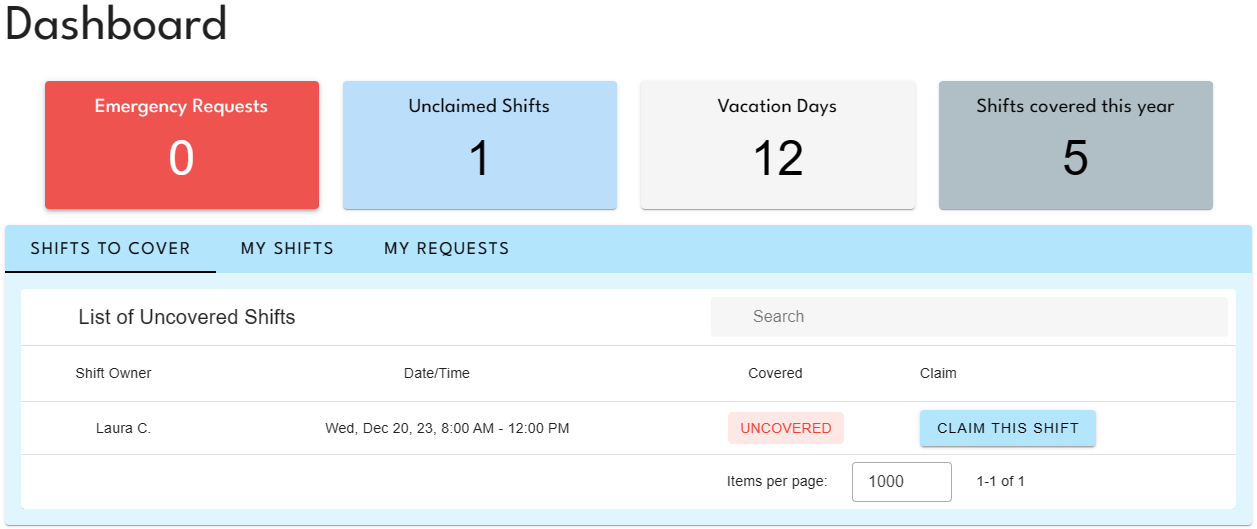 Dashboard
Emergency Requests
0
Unclaimed Shifts
1
Vacation Days
12
Shifts covered this year
5
SHIFTS TO COVER MY SHIFTS MY REQUESTS
List of Uncovered Shifts Search
Shift Owner Date/Time Covered Claim
Laura C. Wed, Dec 20, 23, 8:00 AM - 12:00 PM UNCOVERED CLAIM THIS SHIFT
Items per page: 1000 1-1 of 1